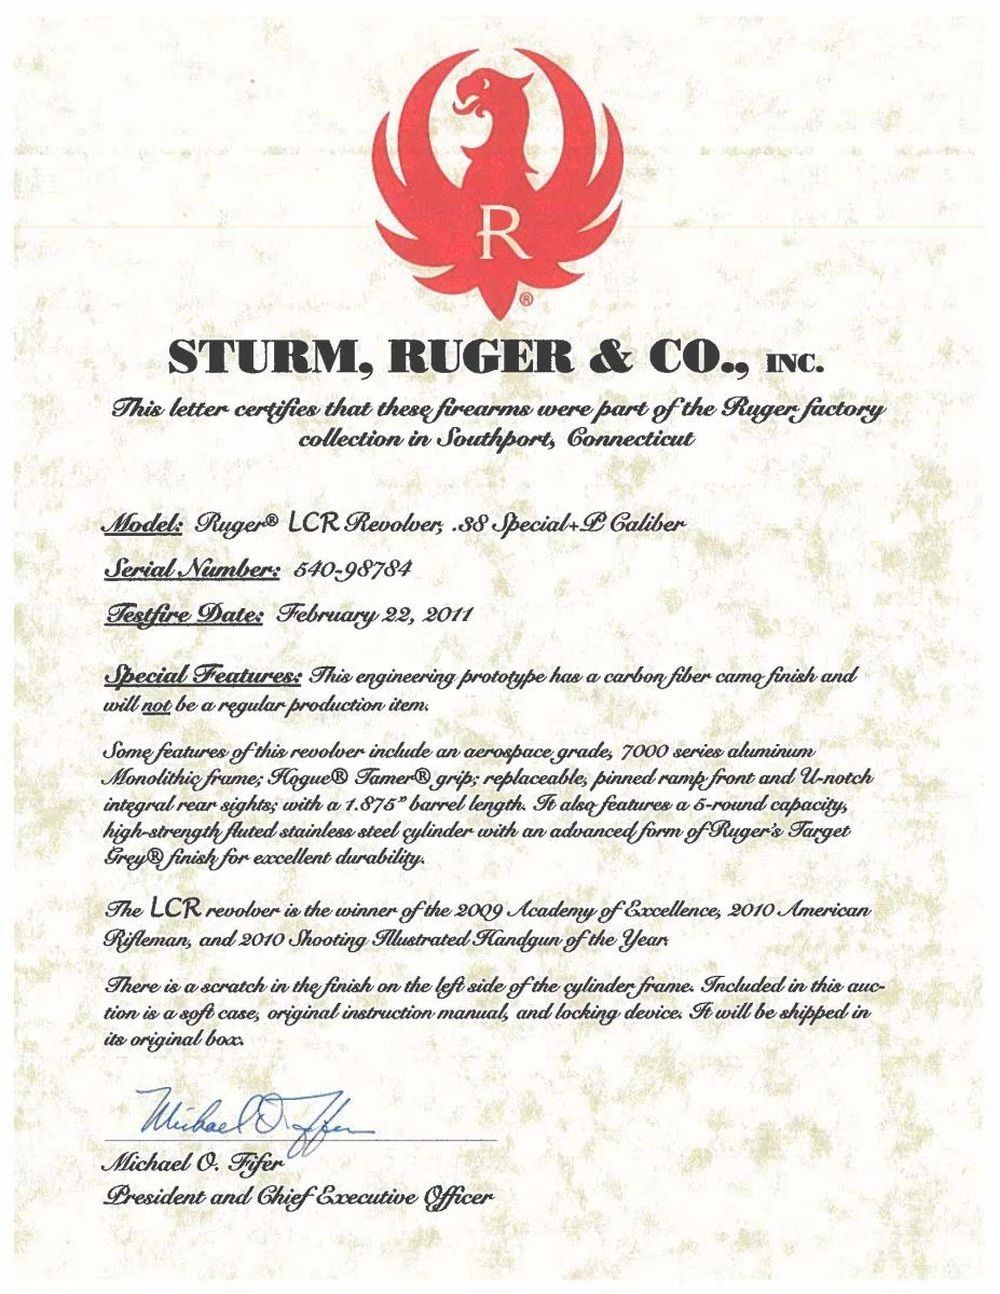 R
®
STURM, RUGER & CO., INC.
This letter certifies that these firearms were part of the Ruger factory
collection in Southport, Connecticut
Model: Ruger® LCR Revolver, .38 Special+P Caliber
Serial Number: 540-98784
Testfire Date: February 22, 2011
Special Features: This engineering prototype has a carbon fiber camo finish and
will not be a regular production item.
Some features of this revolver include an aerospace grade, 7000 series aluminum
Monolithic frame; Hogue® Tamer® grip; replaceable, pinned ramp front and U-notch
integral rear sights; with a 1.875" barrel length. It also features a 5-round capacity,
high-strength fluted stainless steel cylinder with an advanced form of Ruger's Target
Grey® finish for excellent durability.
The LCR revolver is the winner of the 2009 Academy of Excellence, 2010 American
Rifleman, and 2010 Shooting Illustrated Handgun of the Year.
There is a scratch in the finish on the left side of the cylinder frame. Included in this auc-
tion is a soft case, original instruction manual, and locking device. It will be shipped in
its original box.
Michael O. Fifer
Michael O. Fifer
President and Chief Executive Officer